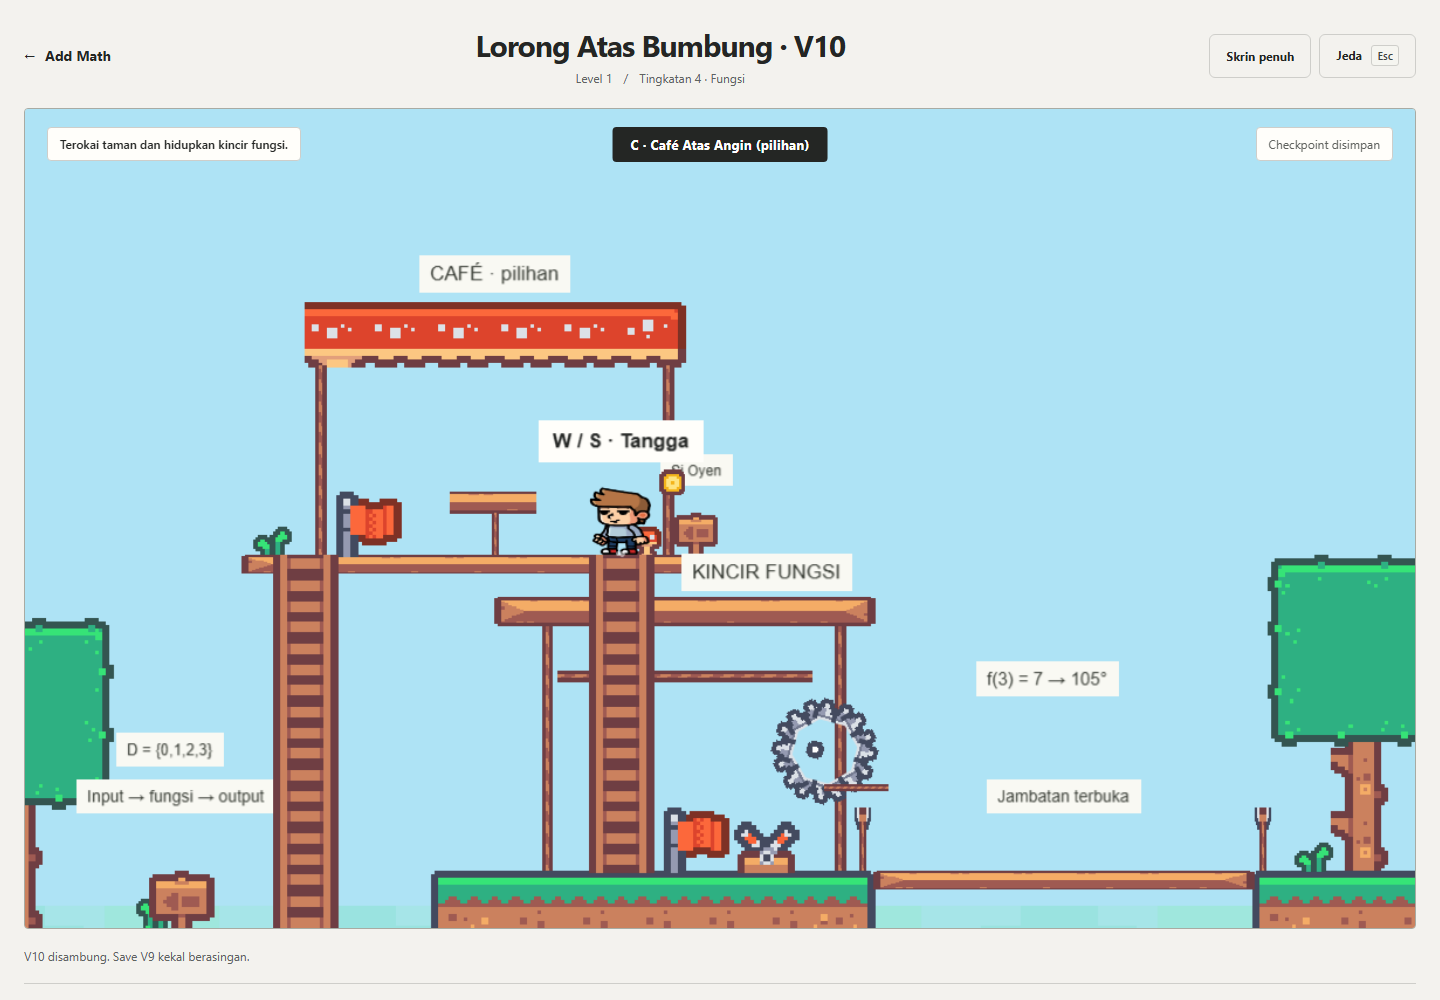 ← Add Math
Lorong Atas Bumbung · V10
Level 1 / Tingkatan 4 · Fungsi
Skrin penuh
Jeda Esc
Terokai taman dan hidupkan kincir fungsi.
C · Café Atas Angin (pilihan)
Checkpoint disimpan
CAFÉ · pilihan
W / S · Tangga
Si Oyen
KINCIR FUNGSI
f(3) = 7 → 105°
D = {0,1,2,3}
Input → fungsi → output
Jambatan terbuka
V10 disambung. Save V9 kekal berasingan.